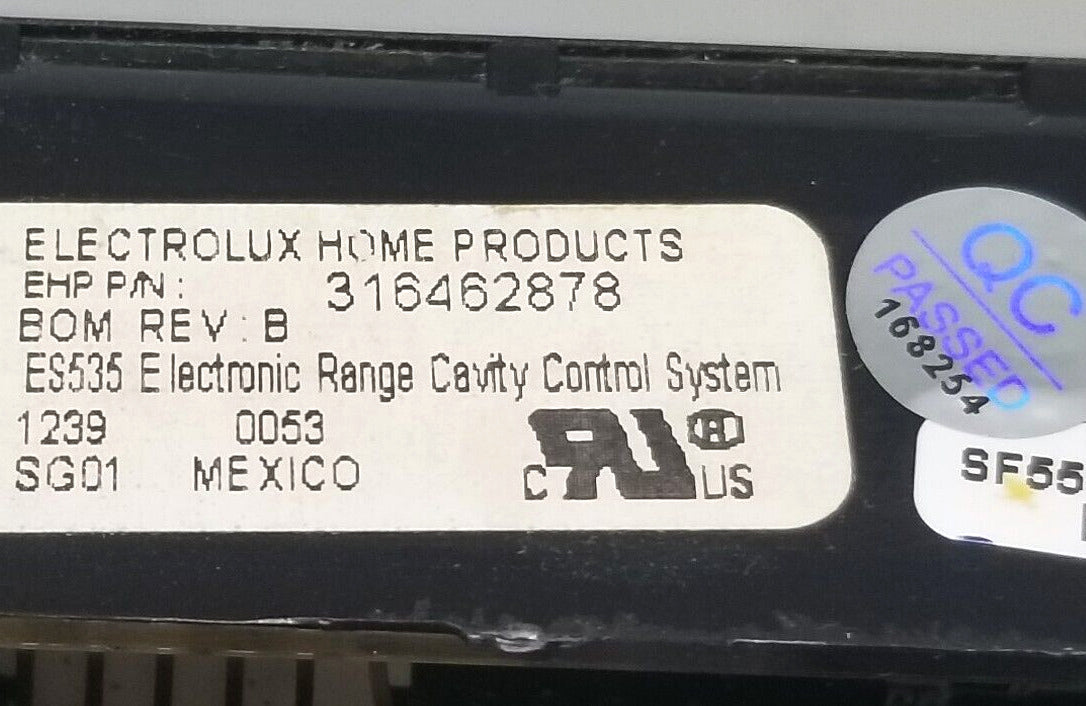 ELECTROLUX HOME PRODUCTS
EHP P/N: 316462878
BOM REV: B
ES535 Electronic Range Cavity Control System
1239 0053
SG01 MEXICO
C RU US
QC
PASSED
168254
SF55